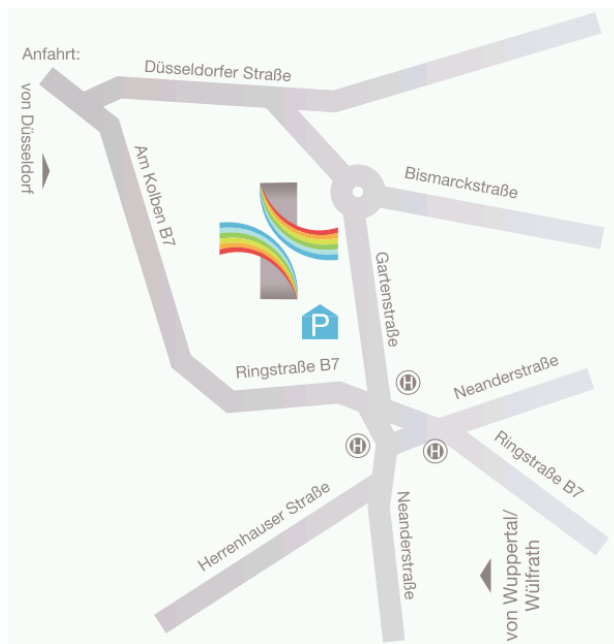 Anfahrt:
von Düsseldorf
Düsseldorfer Straße
Am Kolben B7
Bismarckstraße
Gartenstraße
P
Ringstraße B7
H
Neanderstraße
H
H
Ringstraße B7
Herrenhauser Straße
Neanderstraße
von Wuppertal/
Wülfrath